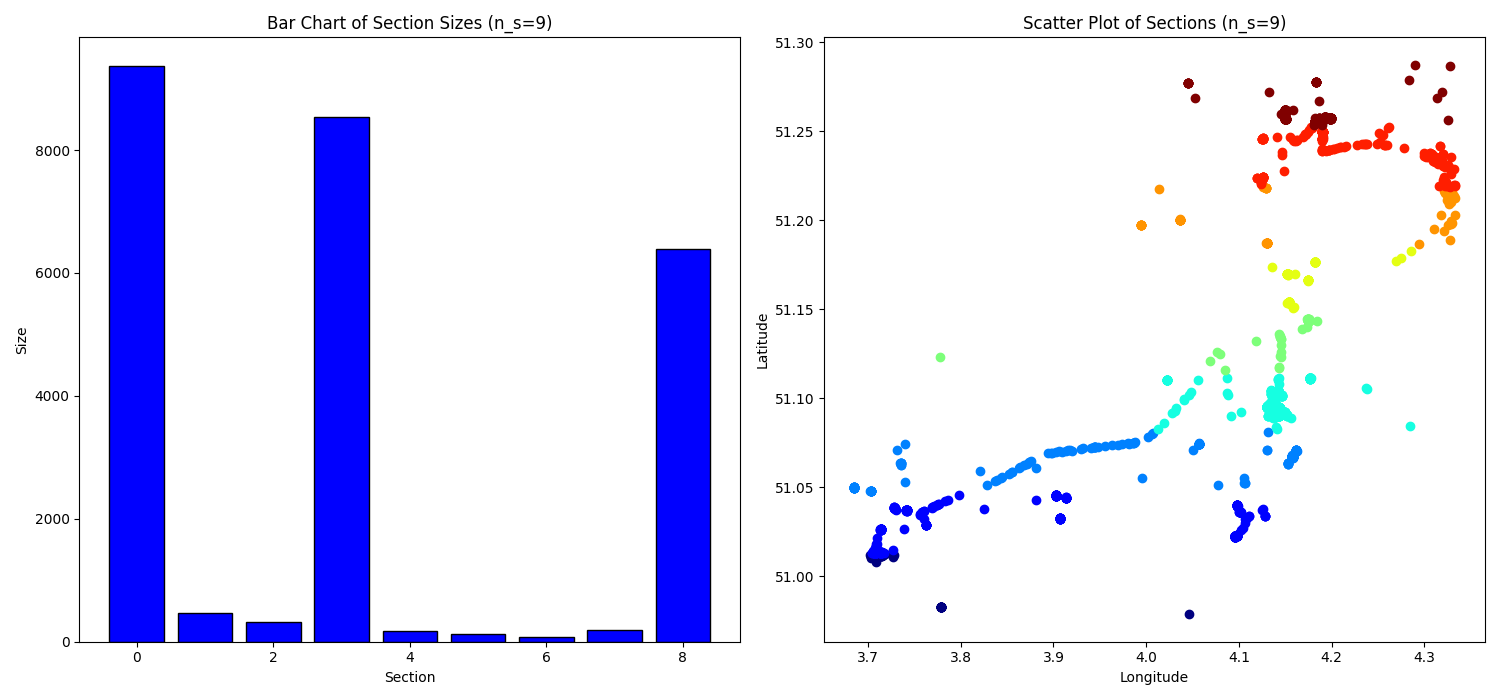 Bar Chart of Section Sizes (n_s=9)
Size
8000
6000
4000
2000
0
0 2 4 6 8
Section
Scatter Plot of Sections (n_s=9)
Latitude
51.30
51.25
51.20
51.15
51.10
51.05
51.00
3.7 3.8 3.9 4.0 4.1 4.2 4.3
Longitude